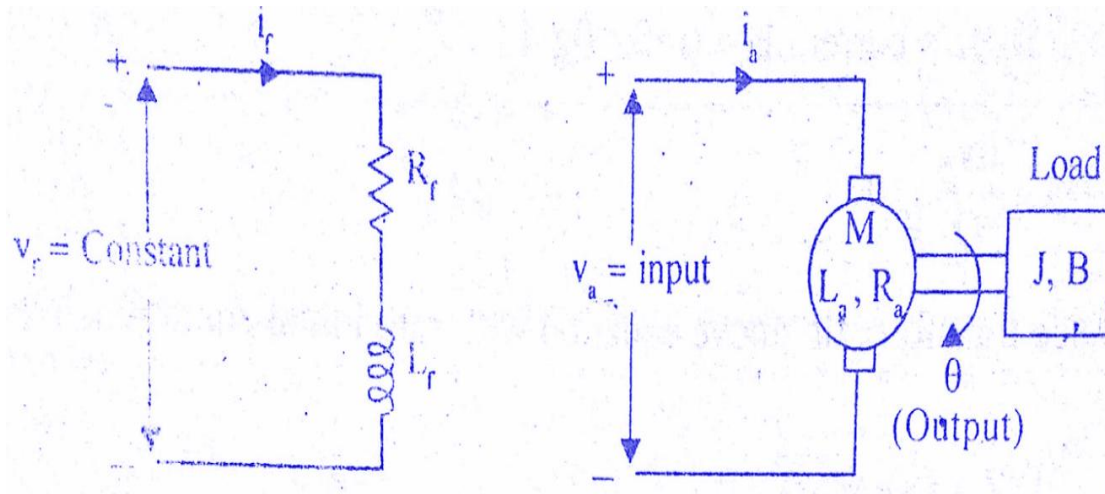 i_f
+
R_f
v_f = Constant
L_f
–
i_a
+
Load
M
v_a = input
L_a, R_a
J, B
θ
(Output)
–